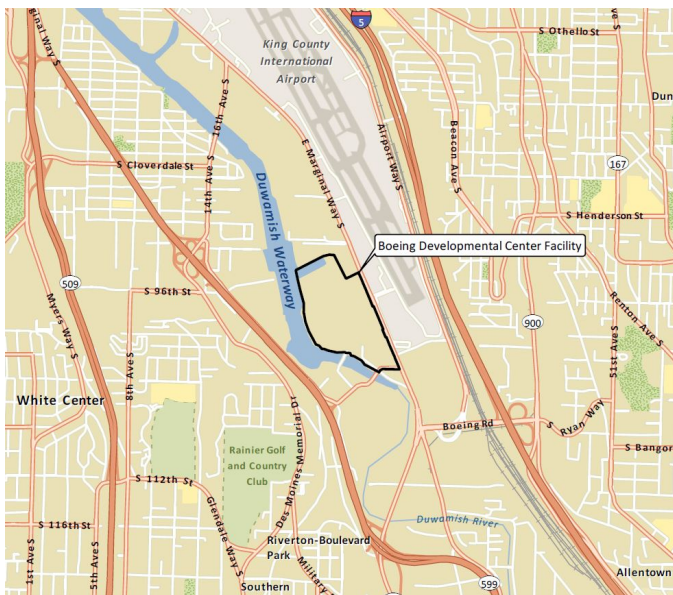 5
S Othello St
King County
International
Airport
16th Ave S
Airport Way S
Beacon Ave S
167
S Cloverdale St
14th Ave S
E Marginal Way S
Duwamish Waterway
S Henderson St
Boeing Developmental Center Facility
509
S 96th St
Myers Way S
8th Ave S
900
Renton Ave S
51st Ave S
White Center
Des Moines Memorial Dr
Boeing Rd
S Ryan Way
S Bangor
Rainier Golf
and Country
Club
S 112th St
Glendale Way S
Duwamish River
S 116th St
1st Ave S
5th Ave S
Riverton-Boulevard
Park
Southern
Military
599
Allentown